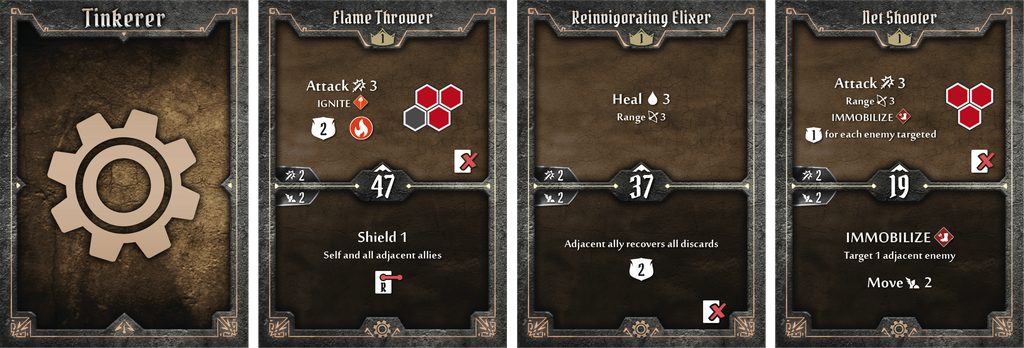 Tinkerer
Flame Thrower
1
Attack 3
IGNITE
2
2
2
47
Shield 1
Self and all adjacent allies
R
Reinvigorating Elixer
1
Heal 3
Range 3
2
2
37
Adjacent ally recovers all discards
2
Net Shooter
1
Attack 3
Range 3
IMMOBILIZE
1 for each enemy targeted
2
2
19
IMMOBILIZE
Target 1 adjacent enemy
Move 2